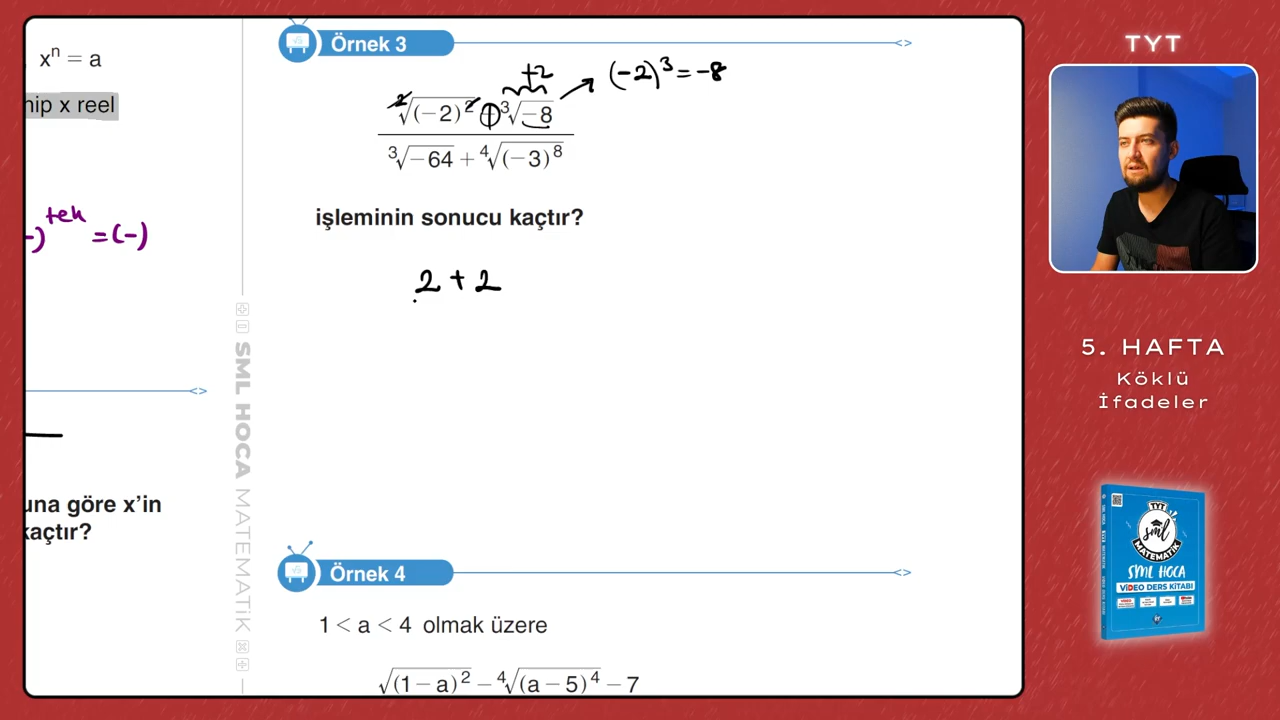 xⁿ = a
hip x reel
-)^tek = (-)
una göre x'in
kaçtır?
SML HOCA MATEMATİK
Örnek 3
+2
(-2)³ = -8
²√(-2)² + ³√-8
³√-64 + ⁴√(-3)⁸
işleminin sonucu kaçtır?
2 + 2
Örnek 4
1 < a < 4 olmak üzere
√(1 - a)² - ⁴√(a - 5)⁴ - 7
TYT
5. HAFTA
Köklü
İfadeler
TYT
sml
MATEMATİK
SML HOCA
VİDEO DERS KİTABI